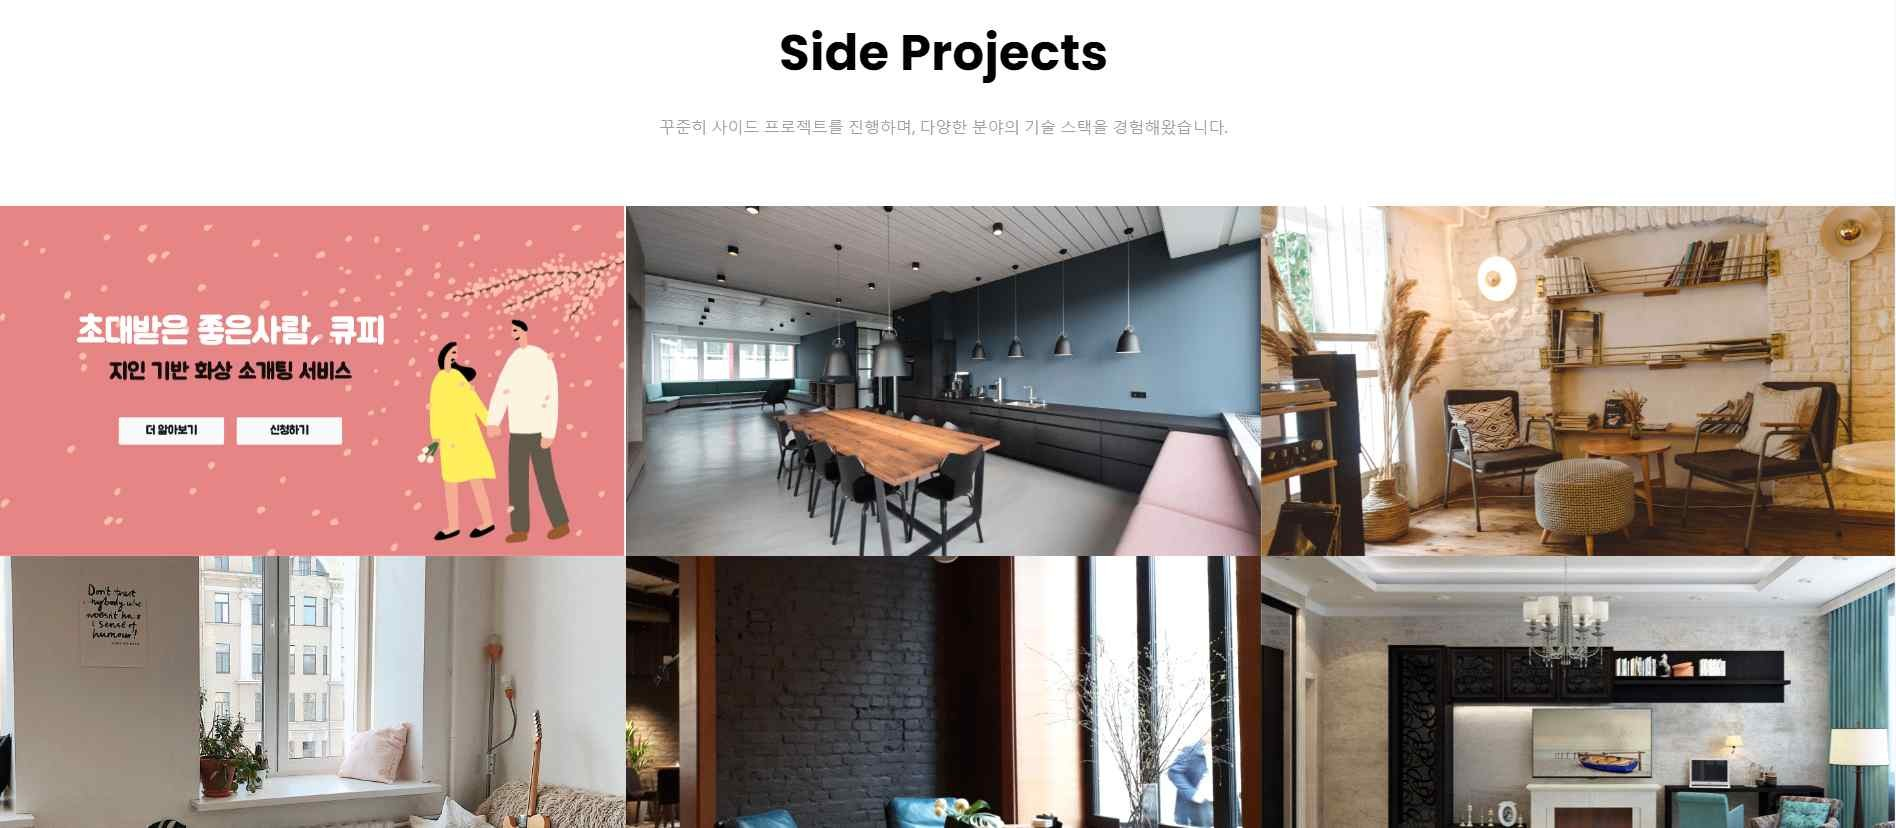 Side Projects
꾸준히 사이드 프로젝트를 진행하며, 다양한 분야의 기술 스택을 경험해왔습니다.
초대받은 좋은사람, 큐피
지인 기반 화상 소개팅 서비스
더 알아보기
신청하기
Don't trust
humour!